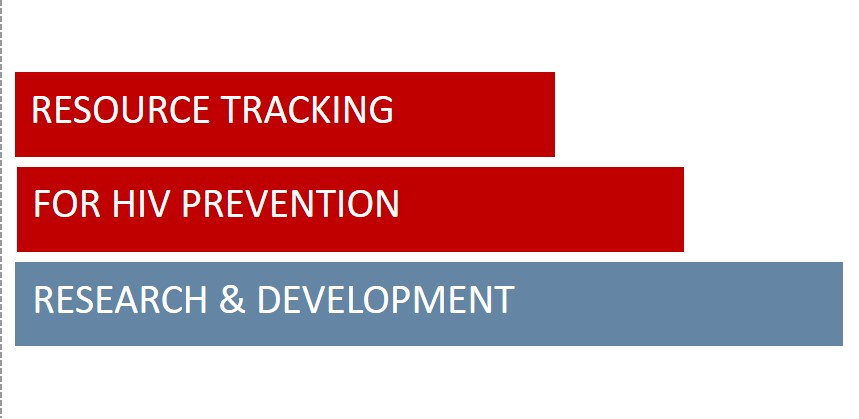 RESOURCE TRACKING
FOR HIV PREVENTION
RESEARCH & DEVELOPMENT